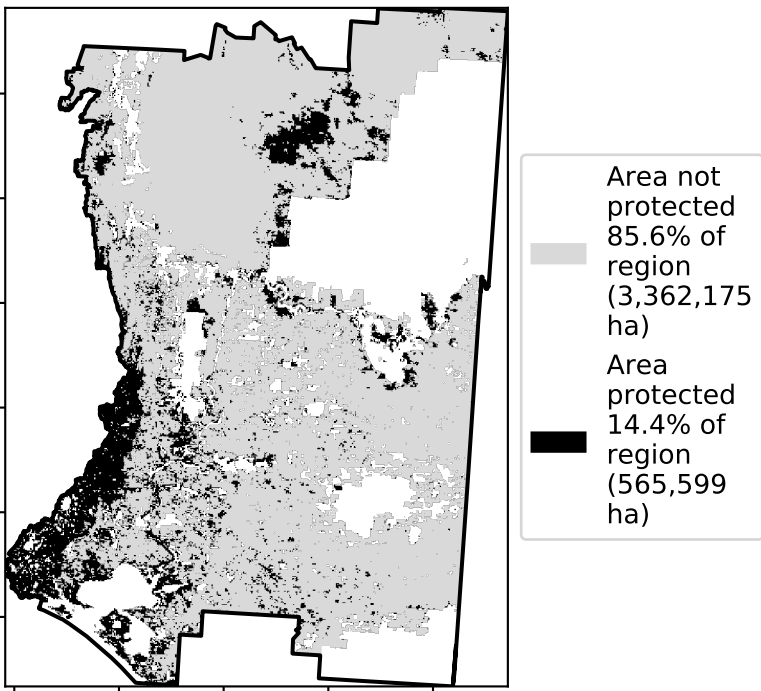 Area not
protected
85.6% of
region
(3,362,175
ha)
Area
protected
14.4% of
region
(565,599
ha)